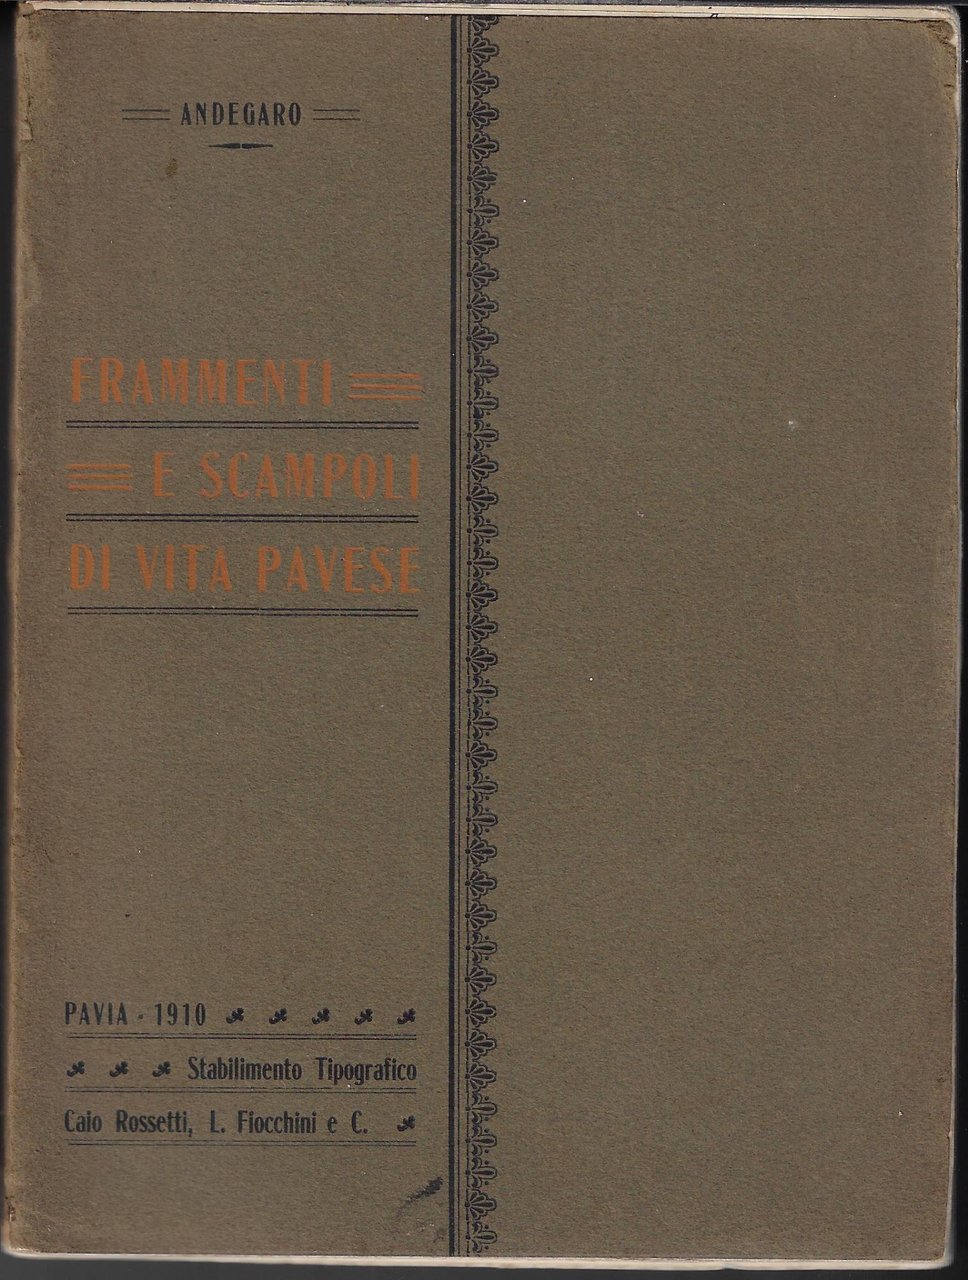 ANDEGARO
FRAMMENTI
E SCAMPOLI
DI VITA PAVESE
PAVIA - 1910
Stabilimento Tipografico
Caio Rossetti, L. Fiocchini e C.